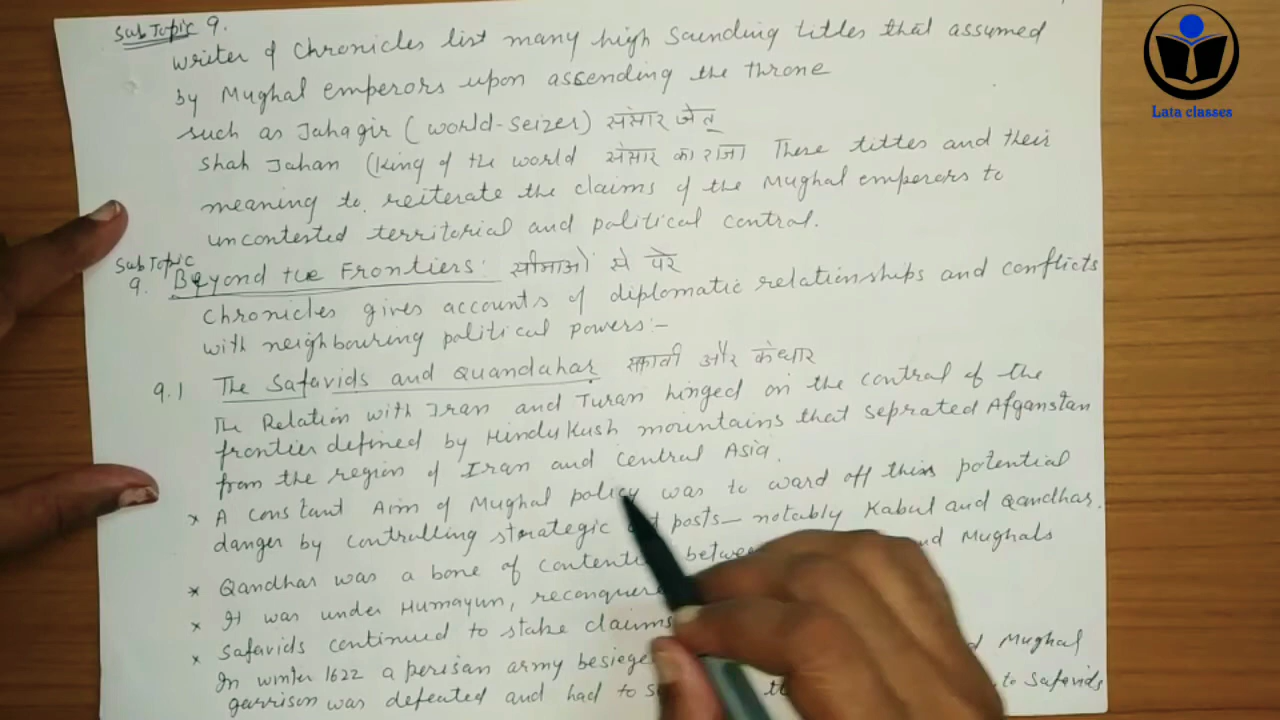 Sub Topic 9.
writer of chronicles list many high sounding titles that assumed
by Mughal emperors upon ascending the throne
such as Jahagir (world-seizer) संसार जेतू
Shah Jahan (King of the world संसार का राजा These tittes and their
meaning to reiterate the claims of the Mughal emperors to
uncontested territorial and political control.
Sub Topic
9. Beyond the Frontiers: सीमाओं से परे
Chronicles gives accounts of diplomatic relationships and conflicts
with neighbouring political powers:-
9.1 The Safavids and Quandahar सफावी और कंधार
The Relation with Iran and Turan hinged on the control of the
frontier defined by Hindu Kush mountains that seprated Afganstan
from the region of Iran and central Asia.
* A constant Aim of Mughal policy was to ward off this potential
danger by controlling strategic posts- notably Kabul and Qandhar.
* Qandhar was a bone of and Mughals
* It was under Humayun,
* Safavids continued to stake claims
In winter 1622 a perisan army Mughal
garrison was defeated and had to to Safavids
Lata classes